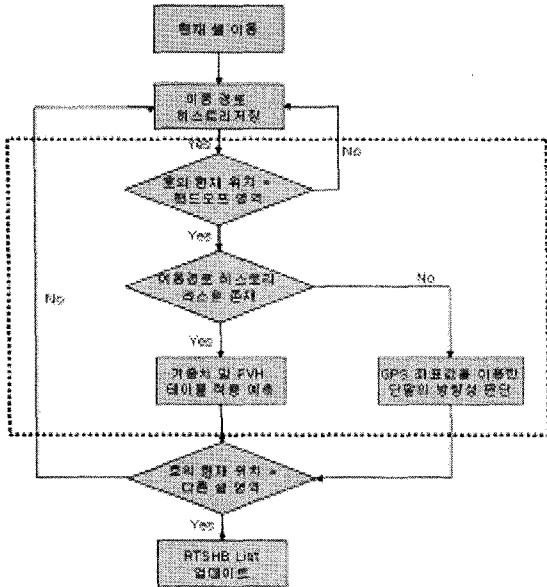 현재 셀 이동
이동 경로
히스토리저장
Yes
No
호의 현재 위치 =
핸드오프 영역
Yes
이동경로 히스토리
리스트 존재
No
No
Yes
가중치 및 FVH
테이블 적용 예측
GPS 좌표값을 이용한
단말의 방향성 판단
호의 현재 위치 =
다른 셀 영역
Yes
RTSHB List
업데이트